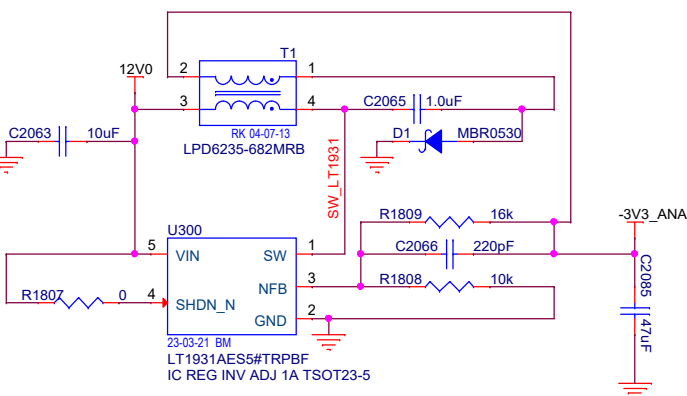 T1
12V0
2
1
3
4
C2065
1.0uF
C2063
10uF
RK 04-07-13
LPD6235-682MRB
D1
MBR0530
SW_LT1931
R1809
16k
-3V3_ANA
U300
C2066
220pF
5
VIN
SW
1
R1808
10k
C2085
47uF
NFB
3
R1807
0
4
SHDN_N
GND
2
23-03-21 BM
LT1931AES5#TRPBF
IC REG INV ADJ 1A TSOT23-5